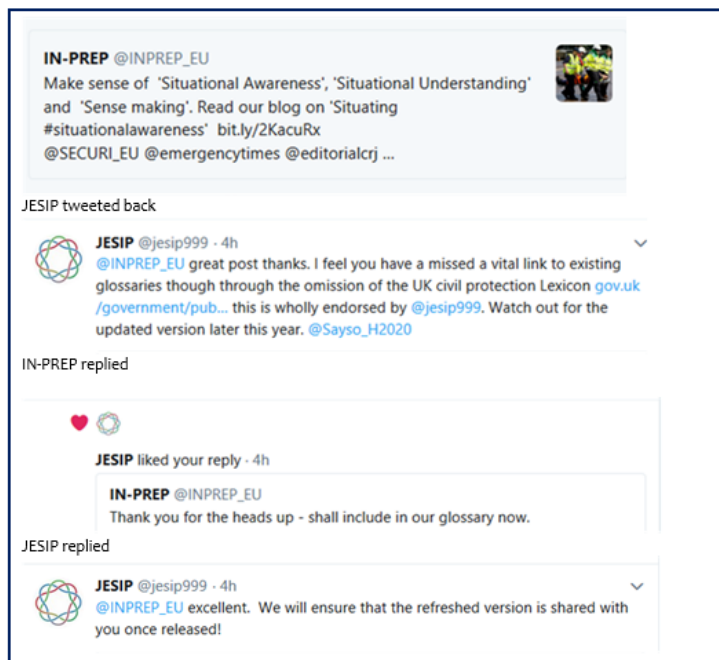 IN-PREP @INPREP_EU
Make sense of 'Situational Awareness', 'Situational Understanding'
and 'Sense making'. Read our blog on 'Situating
#situationalawareness' bit.ly/2KacuRx
@SECURI_EU @emergencytimes @editorialcrj ...
JESIP tweeted back
JESIP @jesip999 · 4h
@INPREP_EU great post thanks. I feel you have a missed a vital link to existing
glossaries though through the omission of the UK civil protection Lexicon gov.uk
/government/pub... this is wholly endorsed by @jesip999. Watch out for the
updated version later this year. @Sayso_H2020
IN-PREP replied
JESIP liked your reply · 4h
IN-PREP @INPREP_EU
Thank you for the heads up - shall include in our glossary now.
JESIP replied
JESIP @jesip999 · 4h
@INPREP_EU excellent. We will ensure that the refreshed version is shared with
you once released!